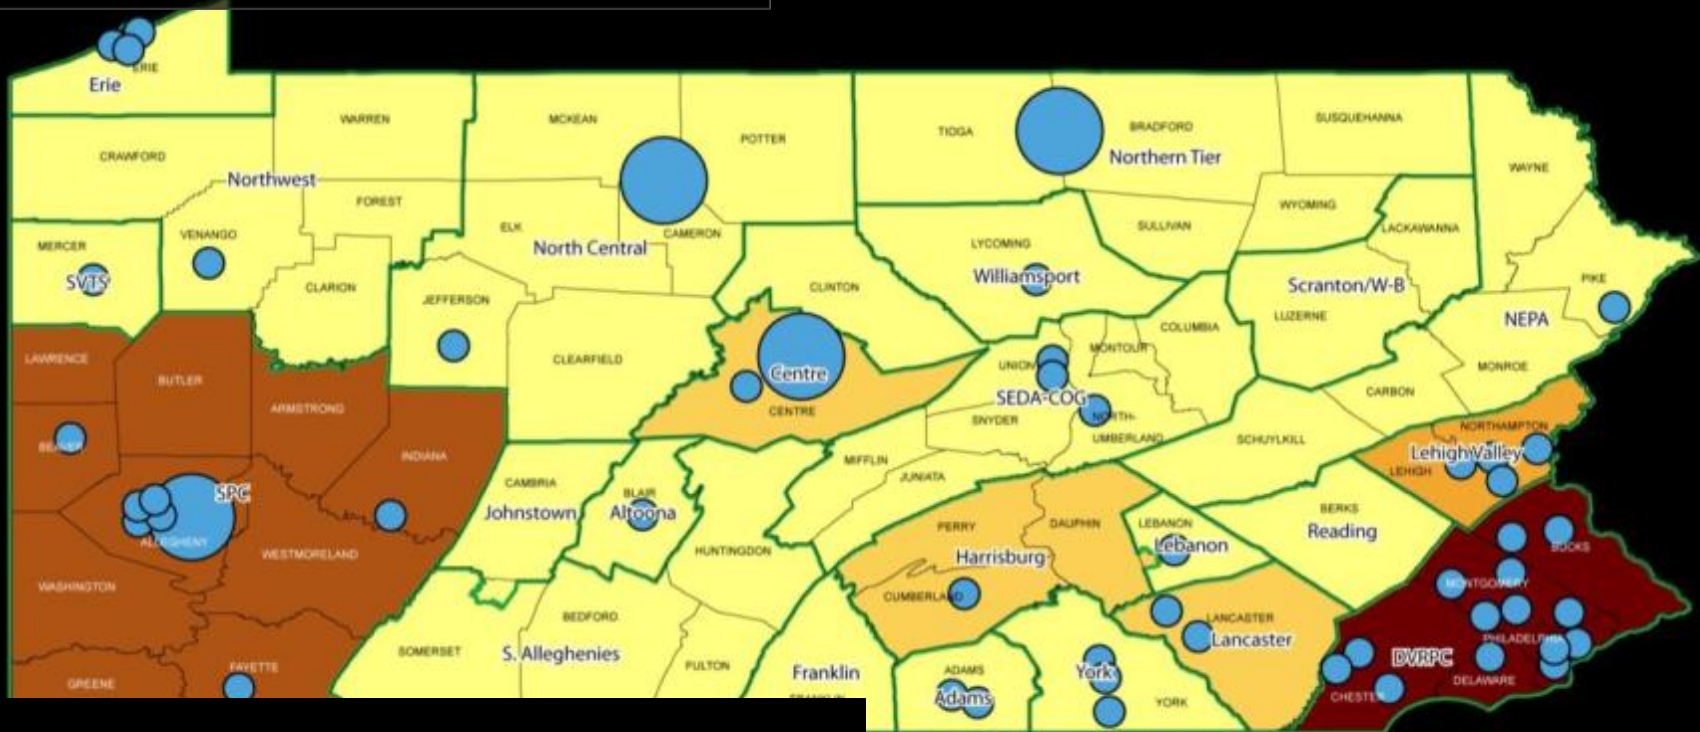 ERIE
Erie
WARREN
MCKEAN
POTTER
TIOGA
BRADFORD
SUSQUEHANNA
CRAWFORD
Northern Tier
WAYNE
Northwest
FOREST
WYOMING
ELK
CAMERON
SULLIVAN
LACKAWANNA
MERCER
VENANGO
North Central
LYCOMING
SVTS
CLARION
JEFFERSON
CLINTON
Williamsport
Scranton/W-B
PIKE
LUZERNE
NEPA
COLUMBIA
LAWRENCE
BUTLER
CLEARFIELD
Centre
UNION
MONTOUR
MONROE
CARBON
ARMSTRONG
CENTRE
SEDA-COG
SNYDER
NORTH-
UMBERLAND
NORTHAMPTON
BEAVER
INDIANA
MIFFLIN
SCHUYLKILL
Lehigh Valley
LEHIGH
JUNIATA
CAMBRIA
BLAIR
SPC
Johnstown
Altoona
BERKS
Reading
PERRY
DAUPHIN
LEBANON
Lebanon
ALLEGHENY
WESTMORELAND
HUNTINGDON
Harrisburg
BUCKS
WASHINGTON
CUMBERLAND
MONTGOMERY
BEDFORD
LANCASTER
Lancaster
PHILADELPHIA
SOMERSET
S. Alleghenies
FULTON
Franklin
FRANKLIN
ADAMS
Adams
York
YORK
DVRPC
DELAWARE
CHESTER
GREENE
FAYETTE